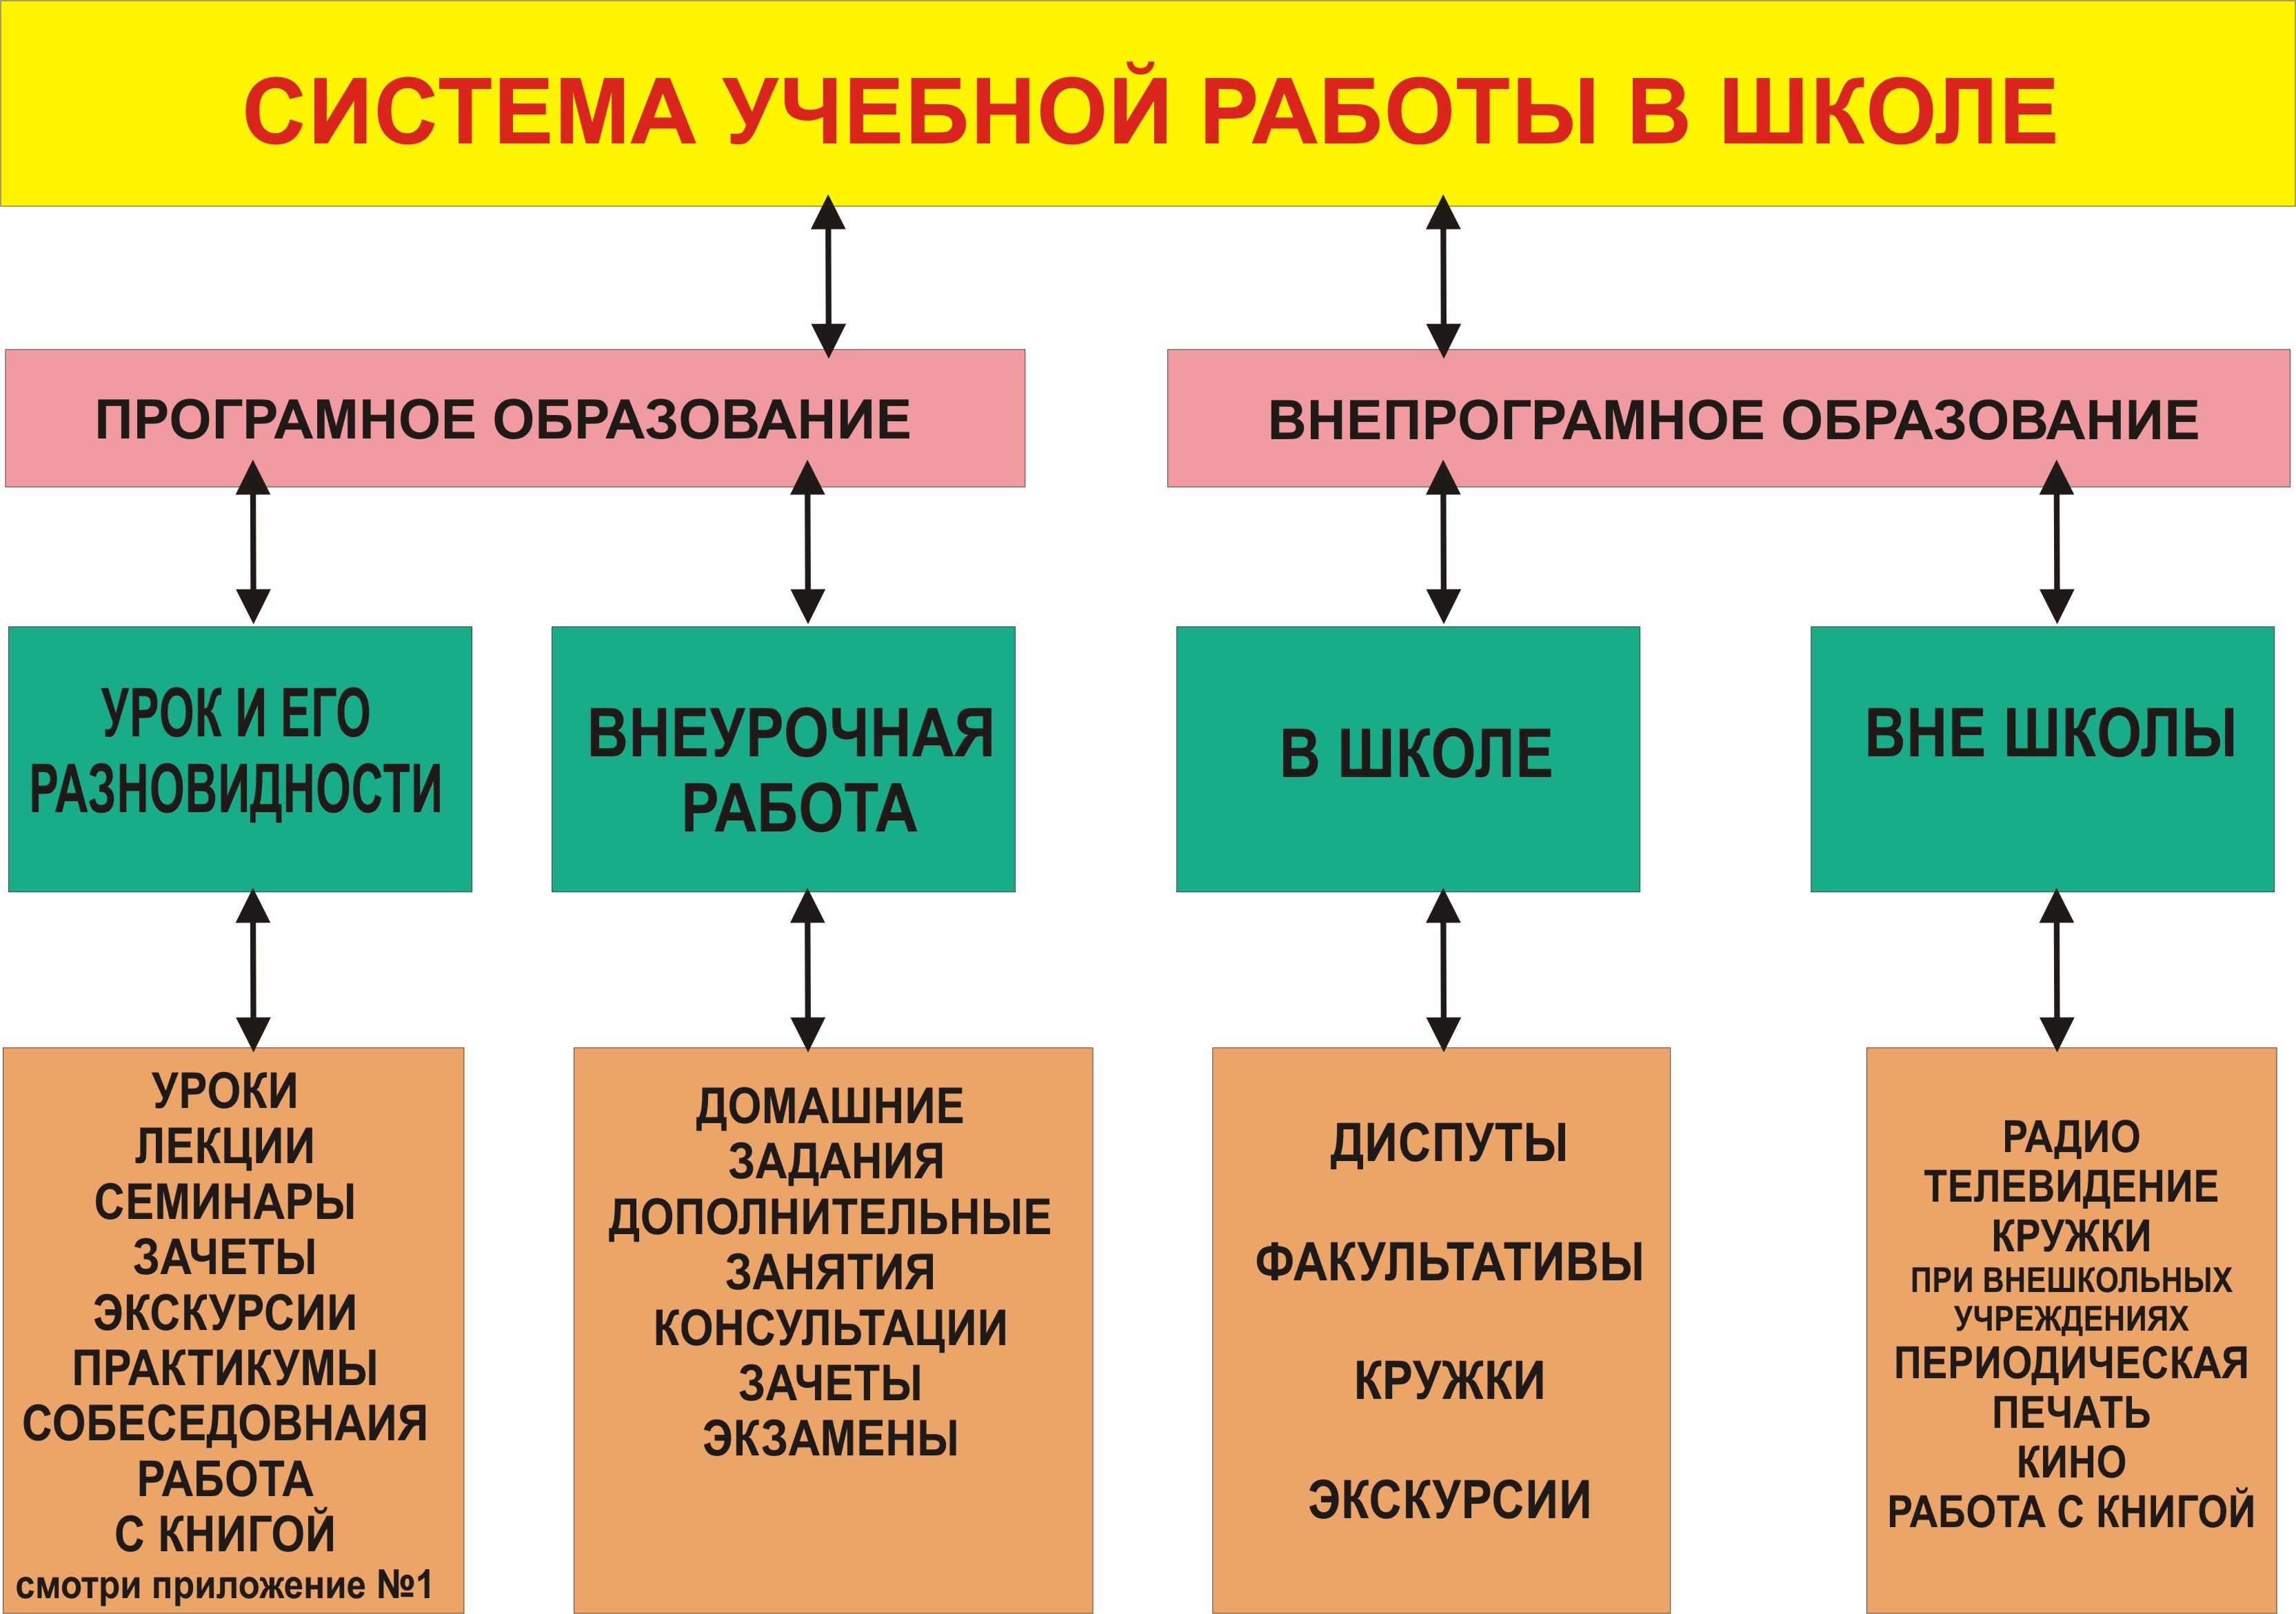 СИСТЕМА УЧЕБНОЙ РАБОТЫ В ШКОЛЕ
ПРОГРАМНОЕ ОБРАЗОВАНИЕ
ВНЕПРОГРАМНОЕ ОБРАЗОВАНИЕ
УРОК И ЕГО
РАЗНОВИДНОСТИ
ВНЕУРОЧНАЯ
РАБОТА
В ШКОЛЕ
ВНЕ ШКОЛЫ
УРОКИ
ЛЕКЦИИ
СЕМИНАРЫ
ЗАЧЕТЫ
ЭКСКУРСИИ
ПРАКТИКУМЫ
СОБЕСЕДОВНАИЯ
РАБОТА
С КНИГОЙ
смотри приложение №1
ДОМАШНИЕ
ЗАДАНИЯ
ДОПОЛНИТЕЛЬНЫЕ
ЗАНЯТИЯ
КОНСУЛЬТАЦИИ
ЗАЧЕТЫ
ЭКЗАМЕНЫ
ДИСПУТЫ
ФАКУЛЬТАТИВЫ
КРУЖКИ
ЭКСКУРСИИ
РАДИО
ТЕЛЕВИДЕНИЕ
КРУЖКИ
ПРИ ВНЕШКОЛЬНЫХ
УЧРЕЖДЕНИЯХ
ПЕРИОДИЧЕСКАЯ
ПЕЧАТЬ
КИНО
РАБОТА С КНИГОЙ